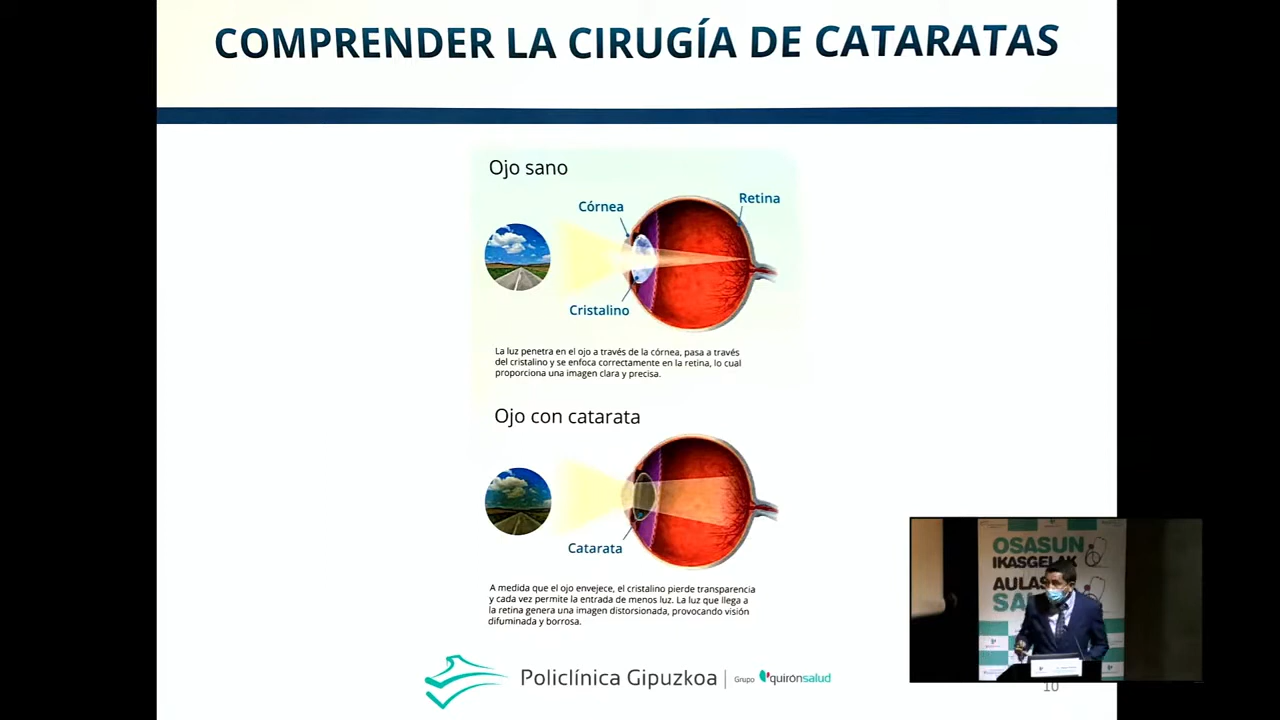 COMPRENDER LA CIRUGÍA DE CATARATAS
Ojo sano
Córnea
Retina
Cristalino
La luz penetra en el ojo a través de la córnea, pasa a través
del cristalino y se enfoca correctamente en la retina, lo cual
proporciona una imagen clara y precisa.
Ojo con catarata
Catarata
A medida que el ojo envejece, el cristalino pierde transparencia
y cada vez permite la entrada de menos luz. La luz que llega a
la retina genera una imagen distorsionada, provocando visión
difuminada y borrosa.
Policlínica Gipuzkoa
Grupo quirónsalud
10
OSASUN
IKASGELAK
AULAS